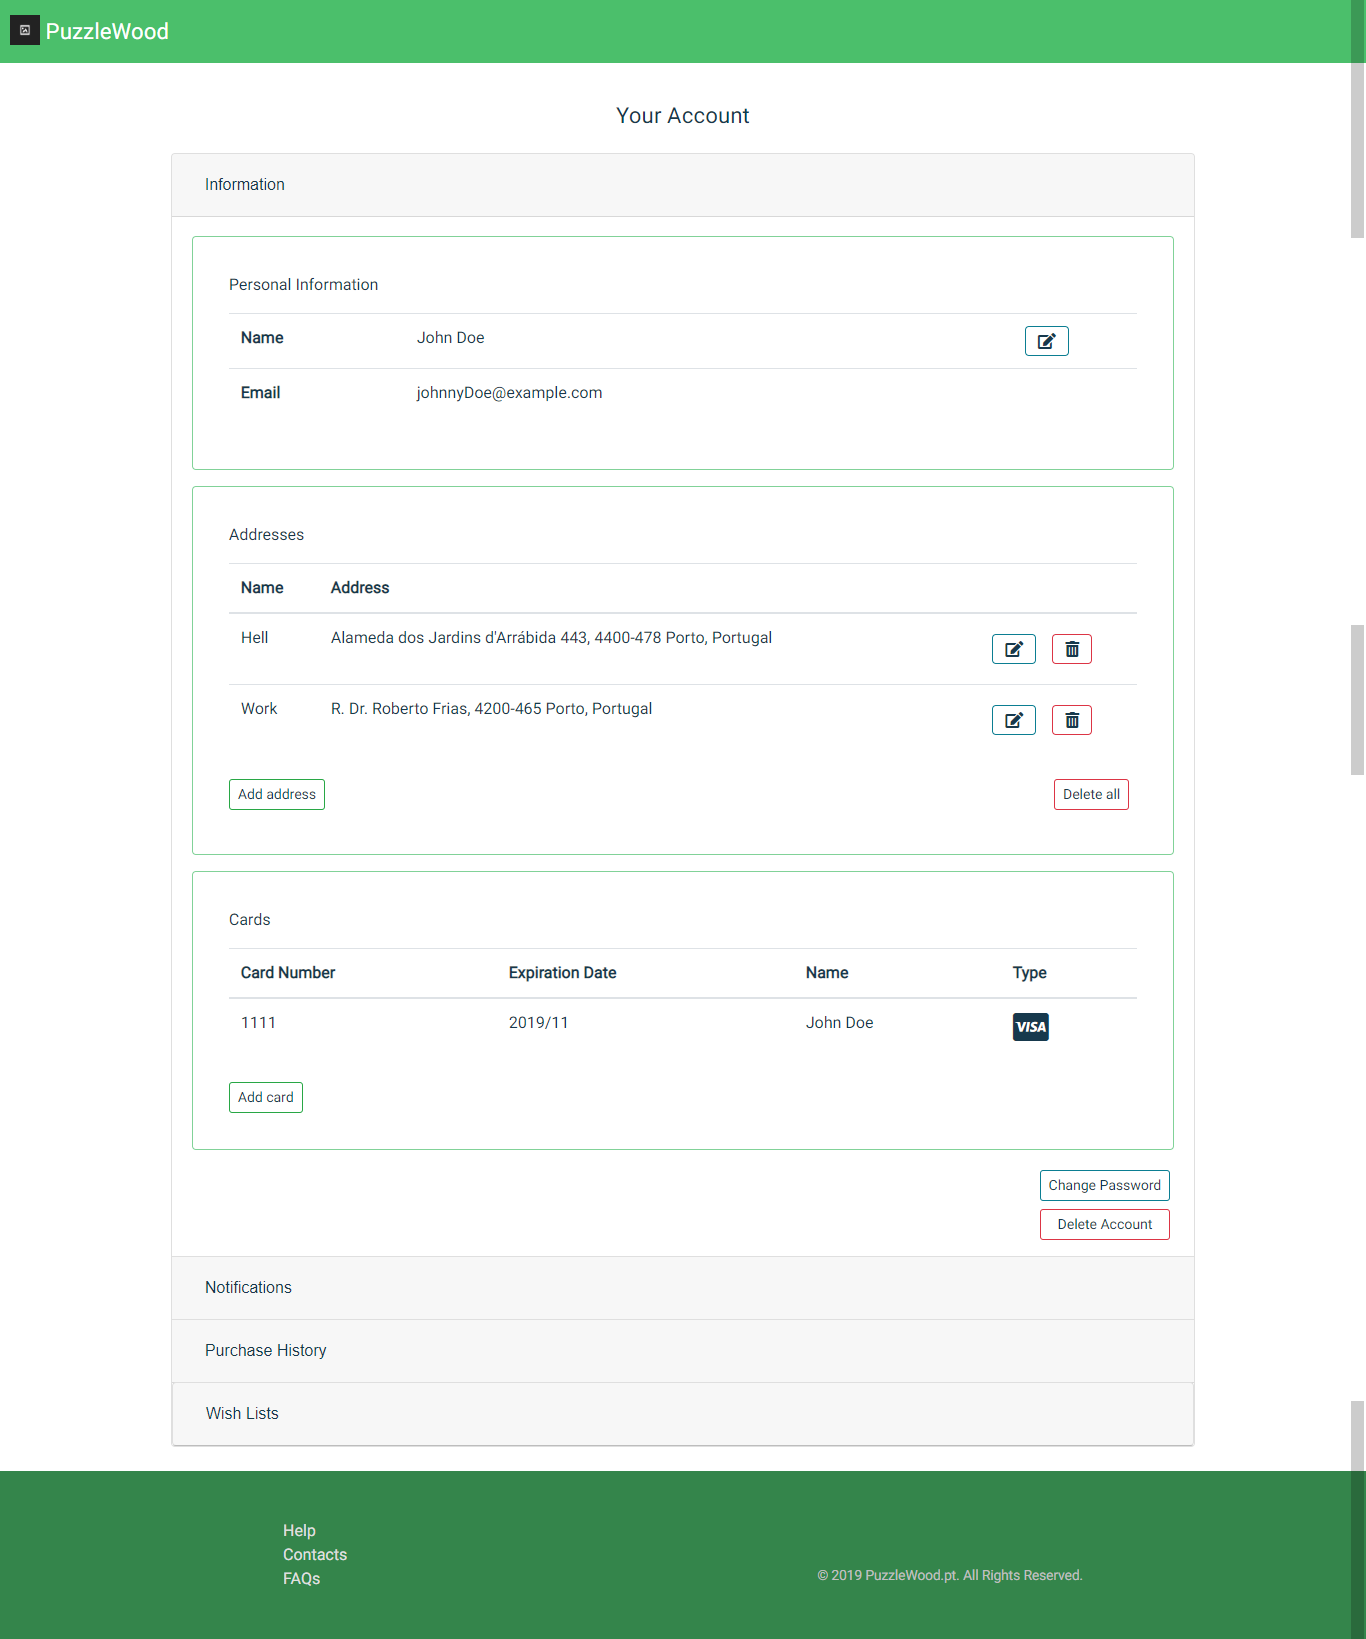 PuzzleWood
Your Account
Information
Personal Information
Name John Doe
Email johnnyDoe@example.com
Addresses
Name Address
Hell Alameda dos Jardins d'Arrábida 443, 4400-478 Porto, Portugal
Work R. Dr. Roberto Frias, 4200-465 Porto, Portugal
Add address Delete all
Cards
Card Number Expiration Date Name Type
1111 2019/11 John Doe VISA
Add card
Change Password
Delete Account
Notifications
Purchase History
Wish Lists
Help
Contacts
FAQs
© 2019 PuzzleWood.pt. All Rights Reserved.